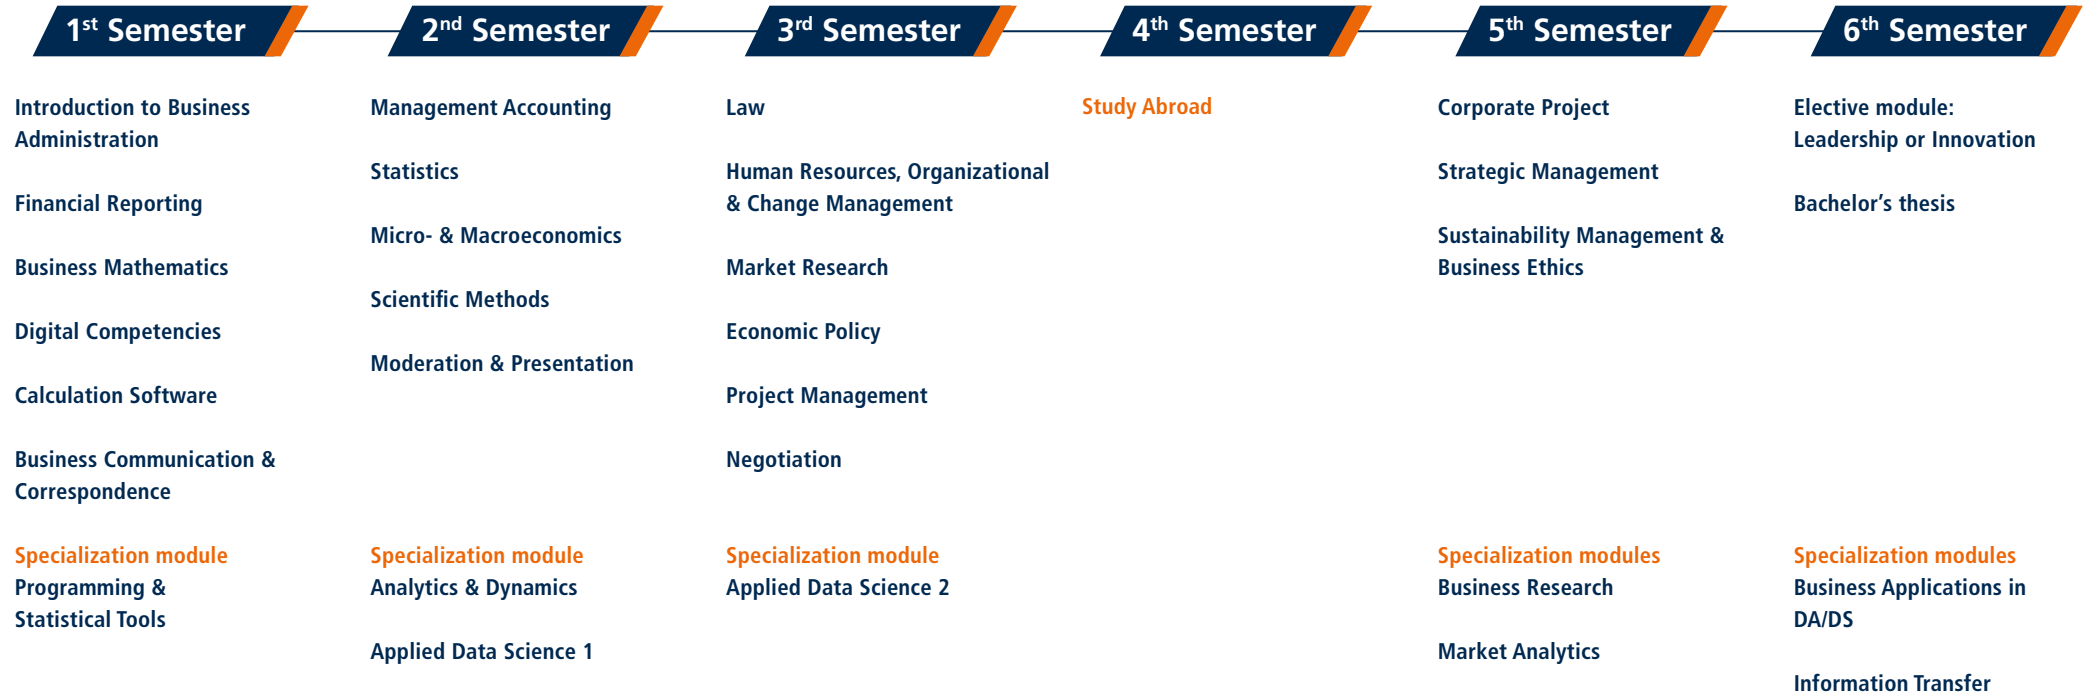 1st Semester
2nd Semester
3rd Semester
4th Semester
5th Semester
6th Semester
Introduction to Business
Administration
Financial Reporting
Business Mathematics
Digital Competencies
Calculation Software
Business Communication &
Correspondence
Specialization module
Programming &
Statistical Tools
Management Accounting
Statistics
Micro- & Macroeconomics
Scientific Methods
Moderation & Presentation
Specialization module
Analytics & Dynamics
Applied Data Science 1
Law
Human Resources, Organizational
& Change Management
Market Research
Economic Policy
Project Management
Negotiation
Specialization module
Applied Data Science 2
Study Abroad
Corporate Project
Strategic Management
Sustainability Management &
Business Ethics
Specialization modules
Business Research
Market Analytics
Elective module:
Leadership or Innovation
Bachelor’s thesis
Specialization modules
Business Applications in
DA/DS
Information Transfer